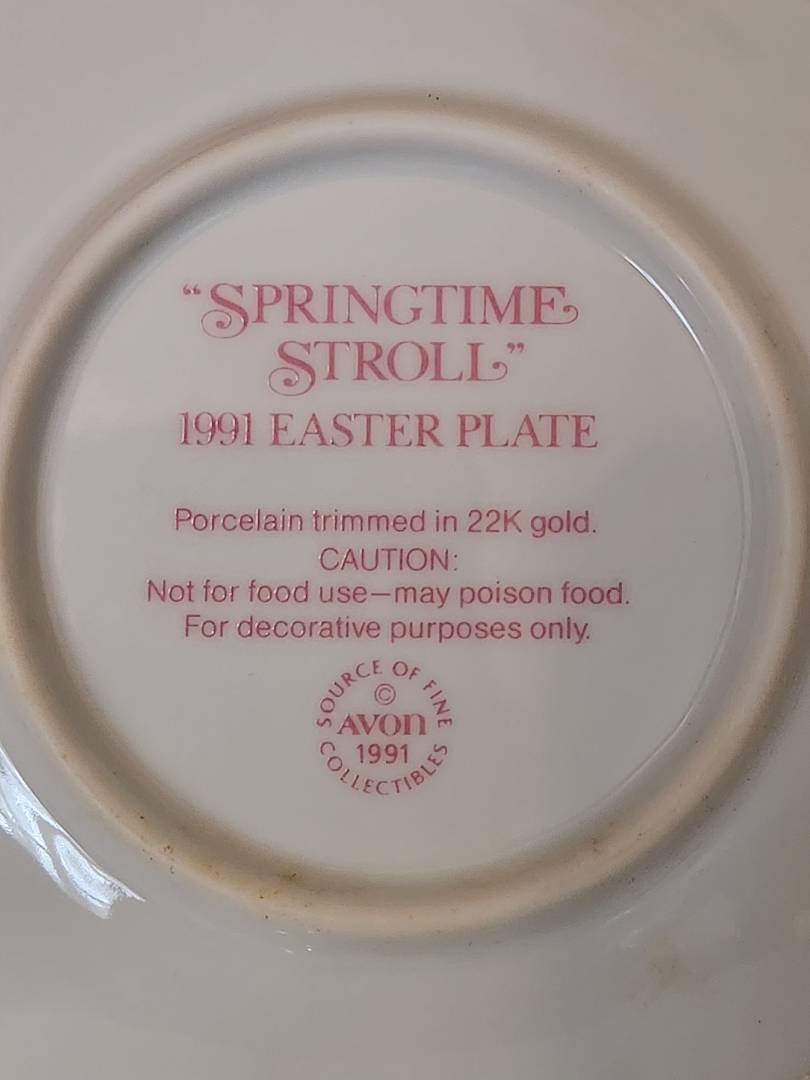 “SPRINGTIME
STROLL”
1991 EASTER PLATE
Porcelain trimmed in 22K gold.
CAUTION:
Not for food use—may poison food.
For decorative purposes only.
SOURCE OF FINE
©
AVON
1991
COLLECTIBLES